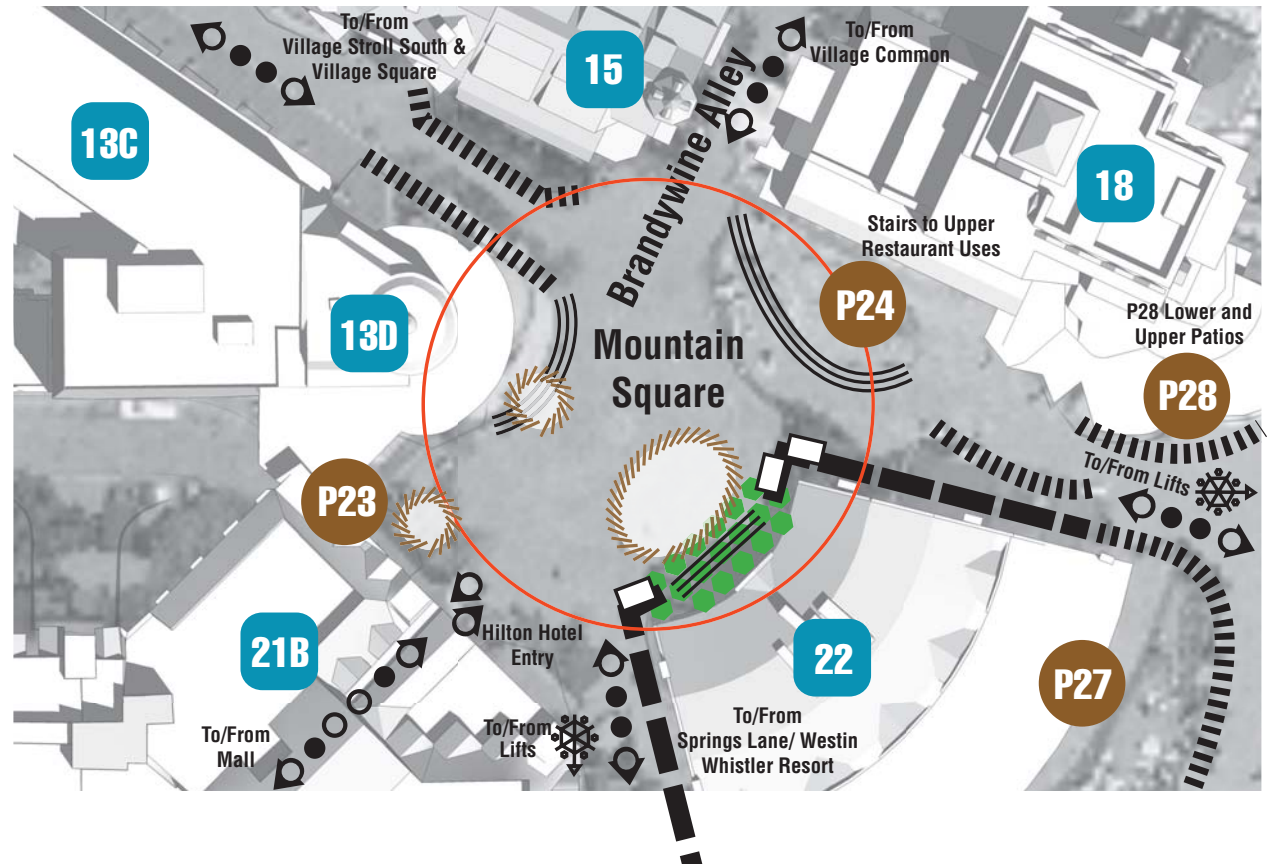 To/From
Village Stroll South &
Village Square
15
Brandywine Alley
To/From
Village Common
13C
18
Stairs to Upper
Restaurant Uses
P24
13D
Mountain
Square
P28 Lower and
Upper Patios
P28
To/From Lifts
P23
21B
Hilton Hotel
Entry
22
P27
To/From
Mall
To/From
Lifts
To/From
Springs Lane/ Westin
Whistler Resort